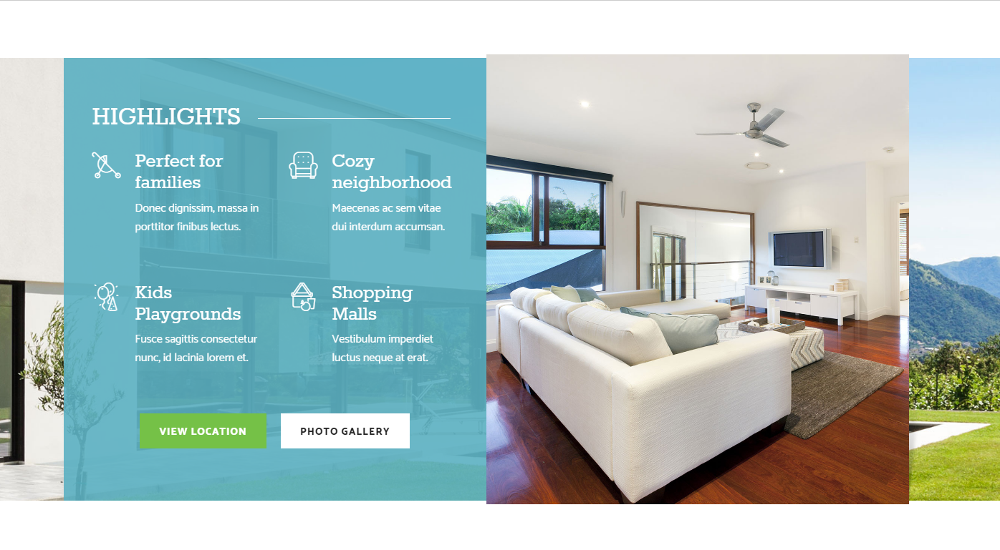 HIGHLIGHTS
Perfect for
families
Donec dignissim, massa in
porttitor finibus lectus.
Cozy
neighborhood
Maecenas ac sem vitae
dui interdum accumsan.
Kids
Playgrounds
Fusce sagittis consectetur
nunc, id lacinia lorem et.
Shopping
Malls
Vestibulum imperdiet
luctus neque at erat.
VIEW LOCATION
PHOTO GALLERY